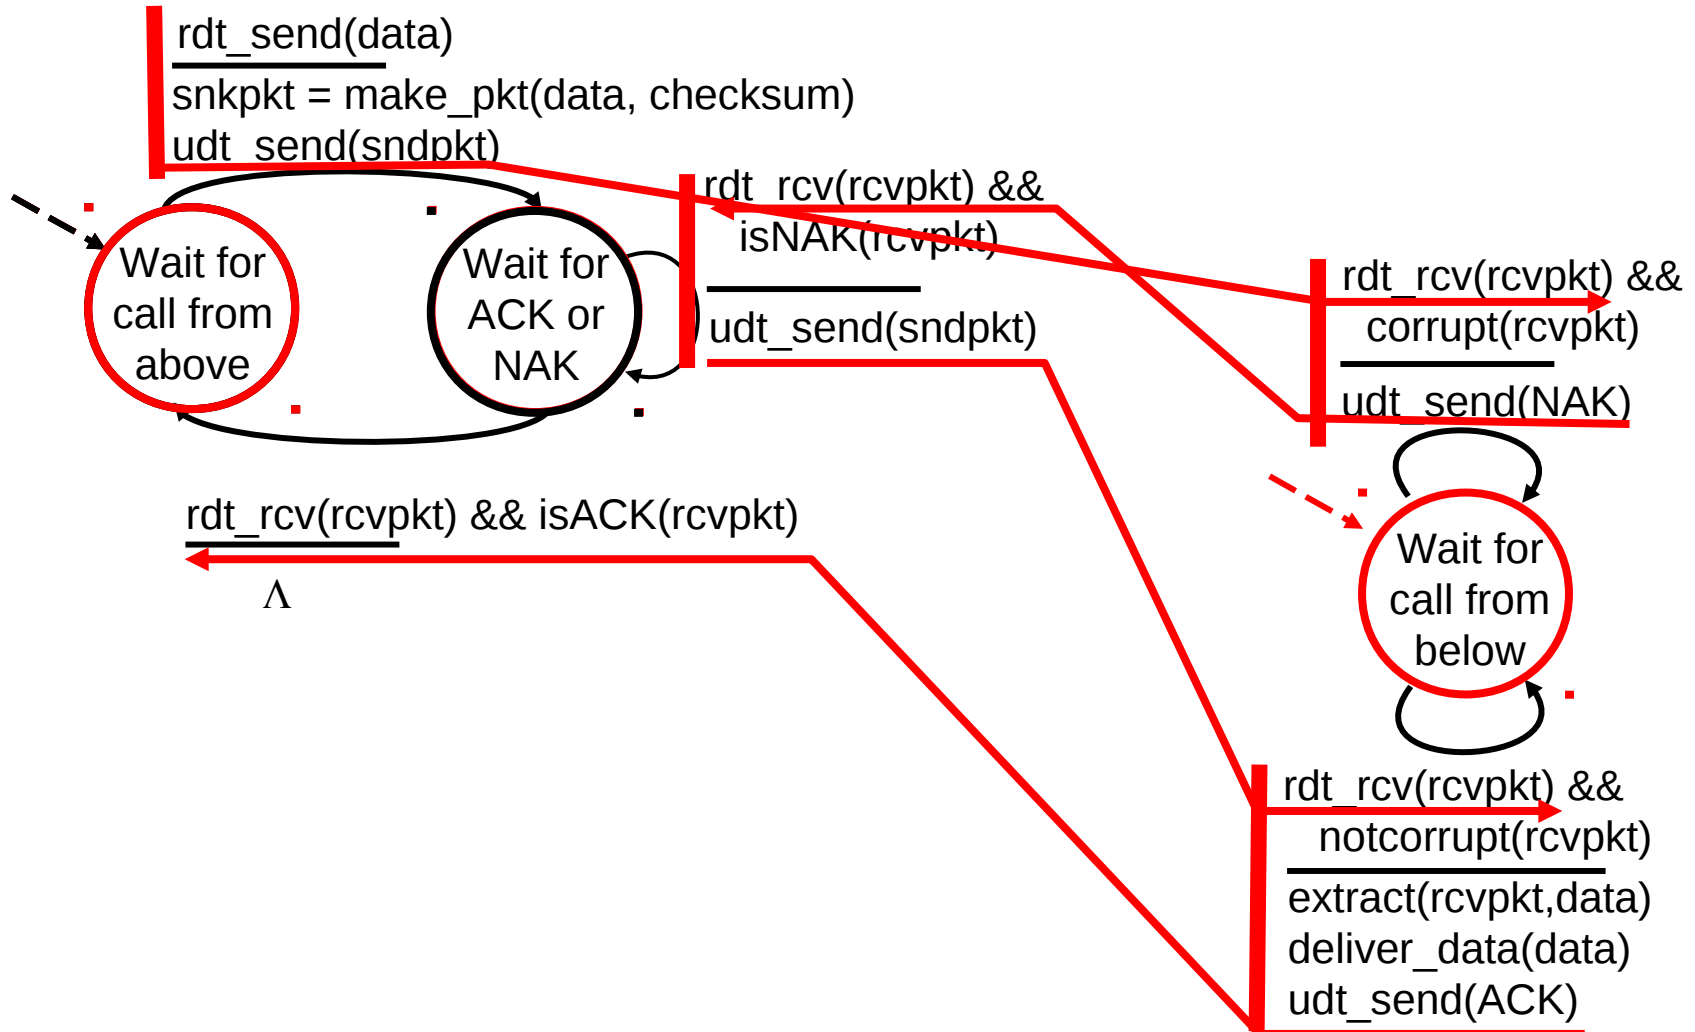 rdt_send(data)
snkpkt = make_pkt(data, checksum)
udt_send(sndpkt)
rdt_rcv(rcvpkt) &&
isNAK(rcvpkt)
udt_send(sndpkt)
Wait for
call from
above
Wait for
ACK or
NAK
rdt_rcv(rcvpkt) && isACK(rcvpkt)
Λ
rdt_rcv(rcvpkt) &&
corrupt(rcvpkt)
udt_send(NAK)
Wait for
call from
below
rdt_rcv(rcvpkt) &&
notcorrupt(rcvpkt)
extract(rcvpkt,data)
deliver_data(data)
udt_send(ACK)